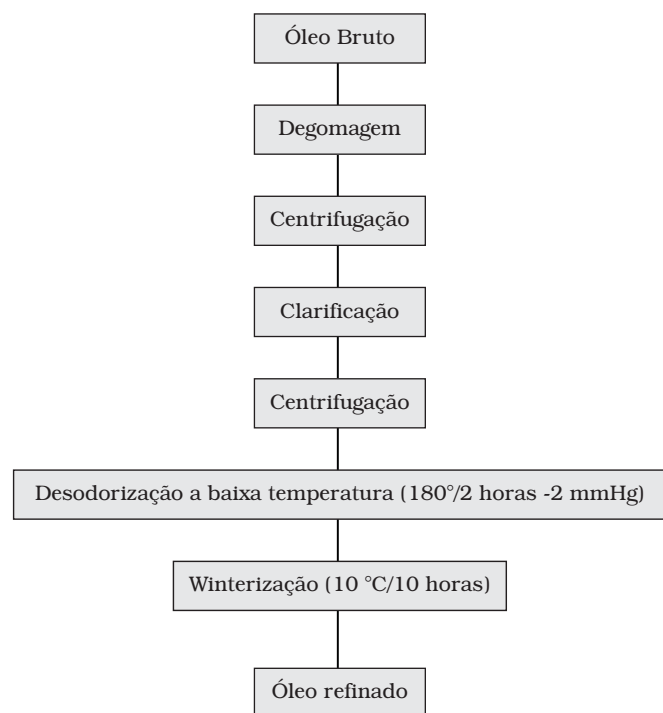 Óleo Bruto
Degomagem
Centrifugação
Clarificação
Centrifugação
Desodorização a baixa temperatura (180°/2 horas -2 mmHg)
Winterização (10 °C/10 horas)
Óleo refinado